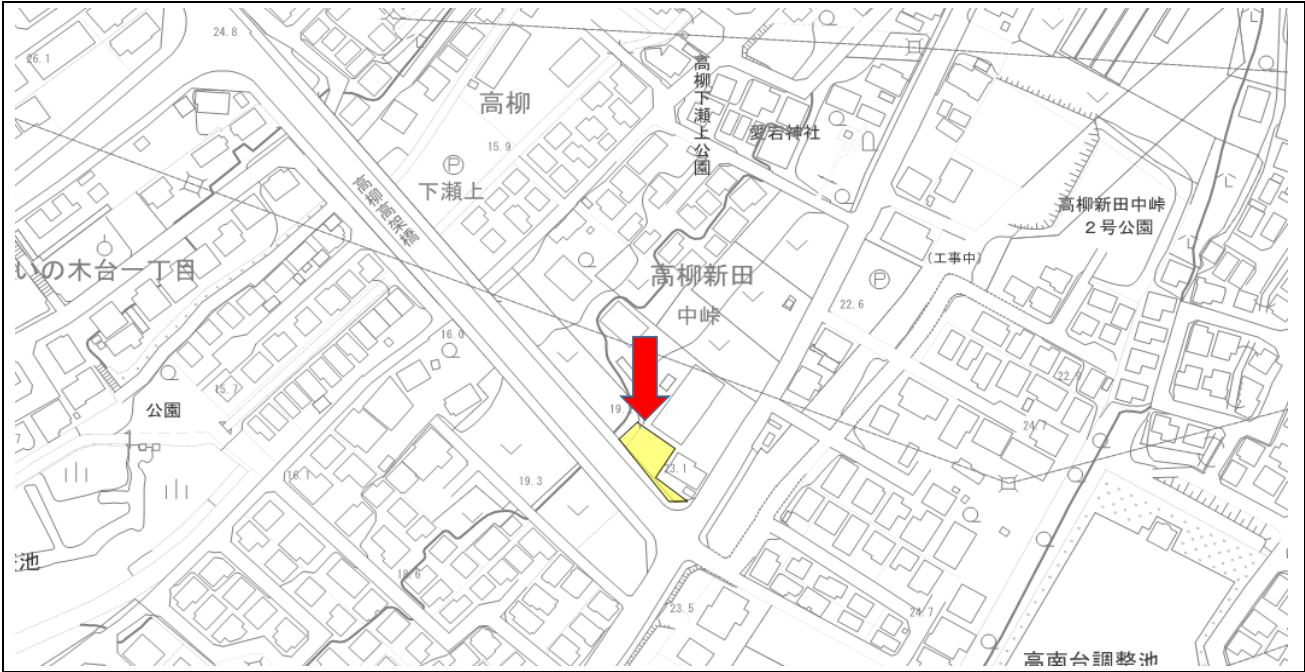 24.8
26.1
高柳
高柳下瀬上公園
愛宕神社
15.9
P
下瀬上
高柳高架橋
高柳新田中峠
2号公園
(工事中)
いの木台一丁目
高柳新田
P
22.6
中峠
16.0
15.7
公園
19.
22.
24.7
23.1
16.1
19.3
池
18.6
23.5
24.7
高南台調整池